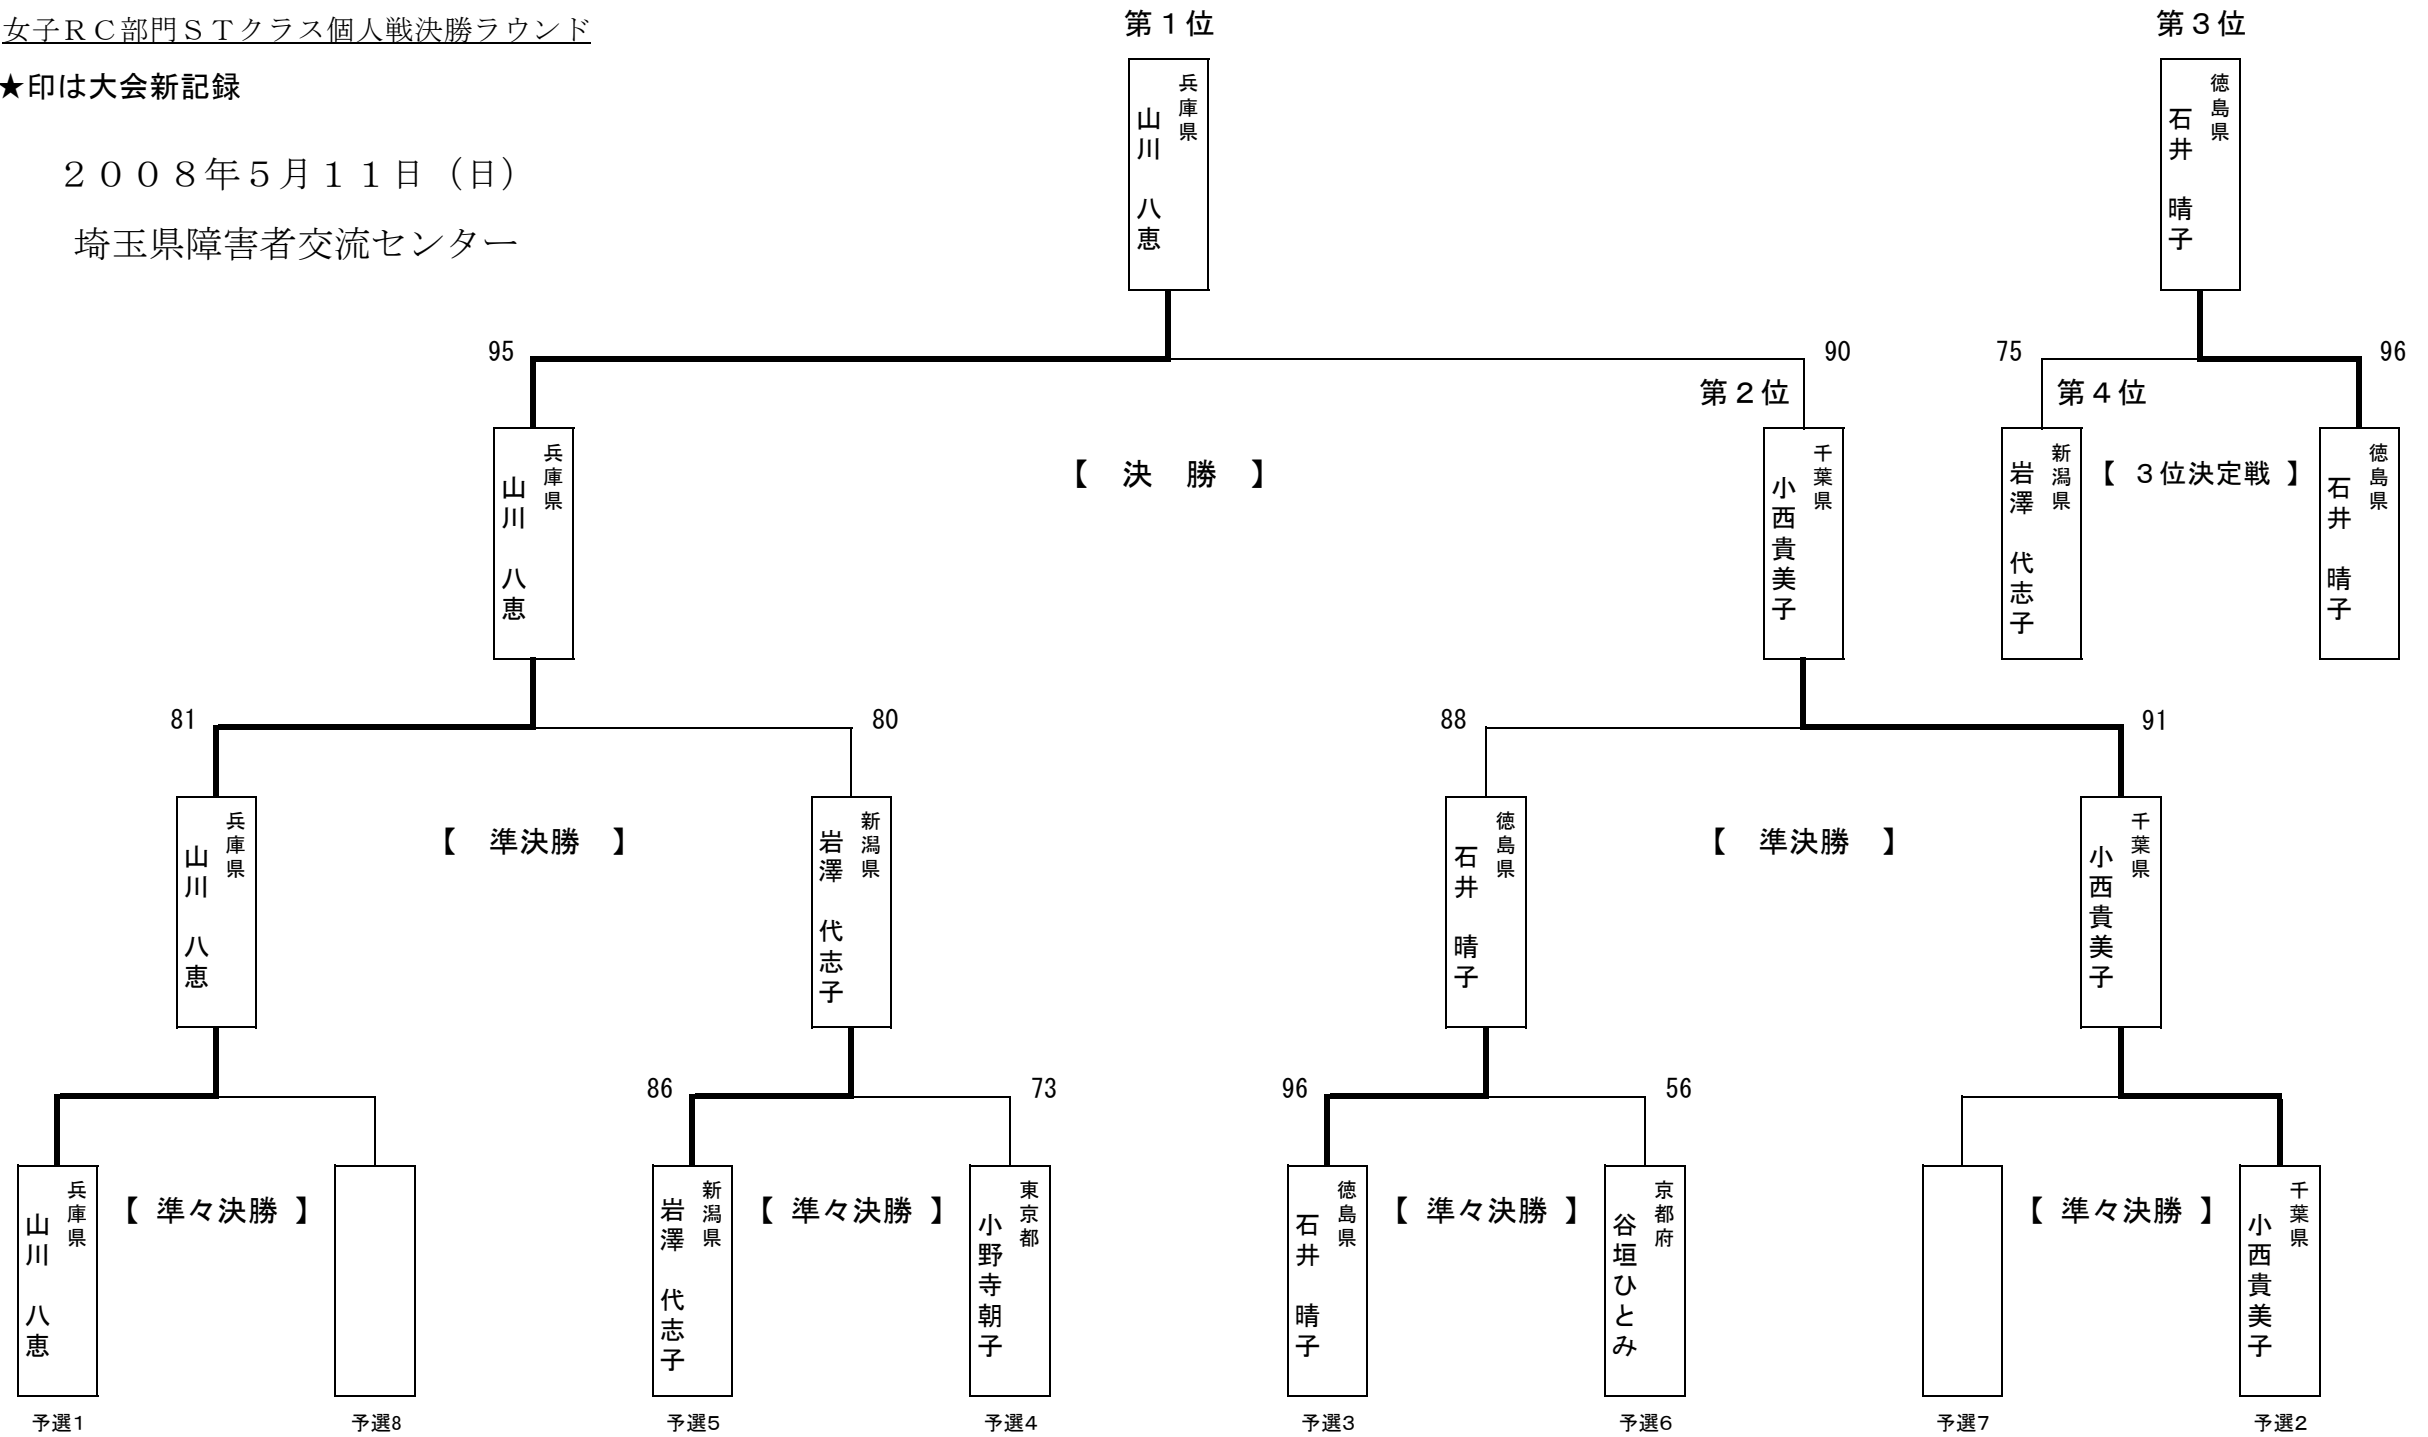 女子ＲＣ部門ＳＴクラス個人戦決勝ラウンド
★印は大会新記録
２００８年５月１１日（日）
埼玉県障害者交流センター
第１位
兵庫県
山川　八恵
第３位
徳島県
石井　晴子
95
90
75
96
第２位
第４位
兵庫県
山川　八恵
【　決　勝　】
千葉県
小西貴美子
新潟県
岩澤　代志子
【　３位決定戦　】
徳島県
石井　晴子
81
80
88
91
兵庫県
山川　八恵
【　準決勝　】
新潟県
岩澤　代志子
徳島県
石井　晴子
【　準決勝　】
千葉県
小西貴美子
86
73
96
56
兵庫県
山川　八恵
【 準々決勝 】
新潟県
岩澤　代志子
【 準々決勝 】
東京都
小野寺朝子
徳島県
石井　晴子
【 準々決勝 】
京都府
谷垣ひとみ
【 準々決勝 】
千葉県
小西貴美子
予選1
予選8
予選5
予選4
予選3
予選6
予選7
予選2